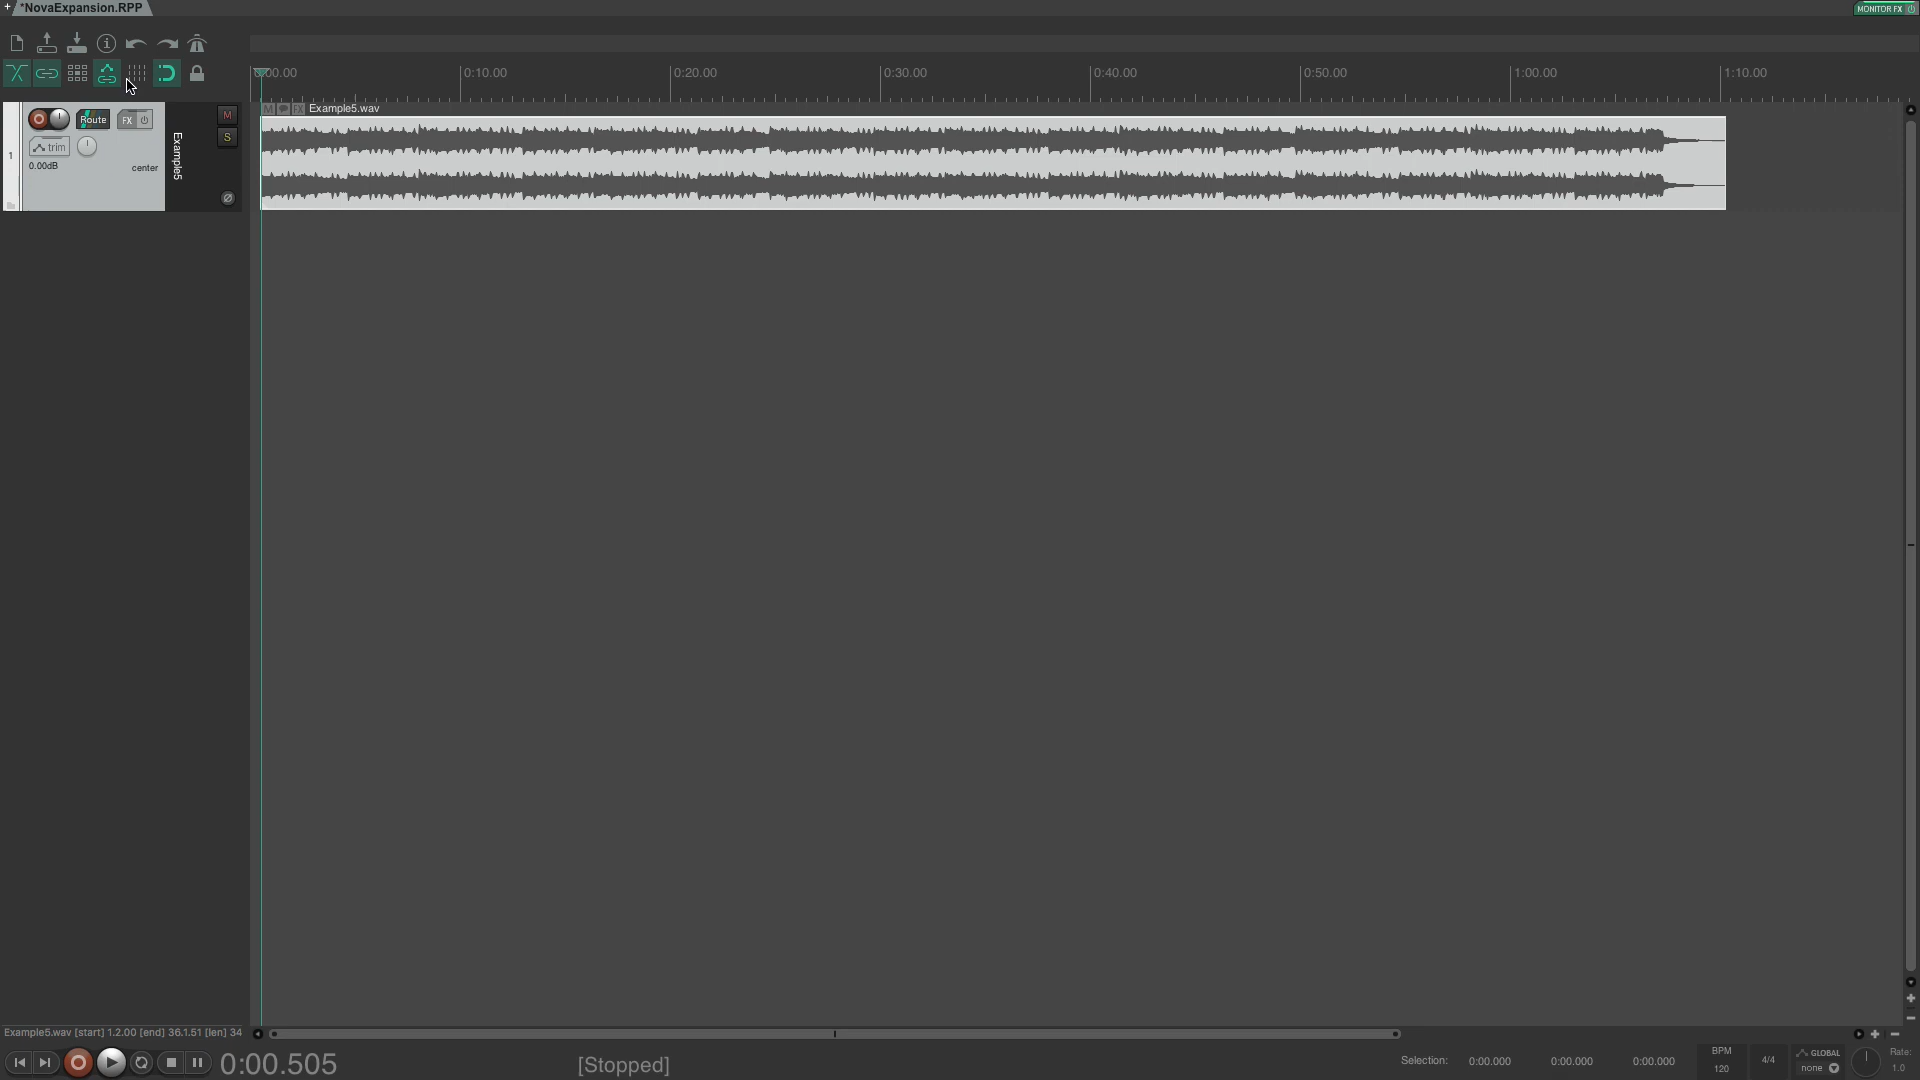 + *NovaExpansion.RPP
MONITOR FX
0:10.00 0:20.00 0:30.00 0:40.00 0:50.00 1:00.00 1:10.00
Example5.wav
1
Route
FX
M
trim
S
0.00dB
center
Example5
Example5.wav [start] 1.2.00 [end] 36.1.51 [len] 34
0:00.505
[Stopped]
Selection: 0:00.000 0:00.000 0:00.000
BPM
120
4/4
GLOBAL
none
Rate:
1.0